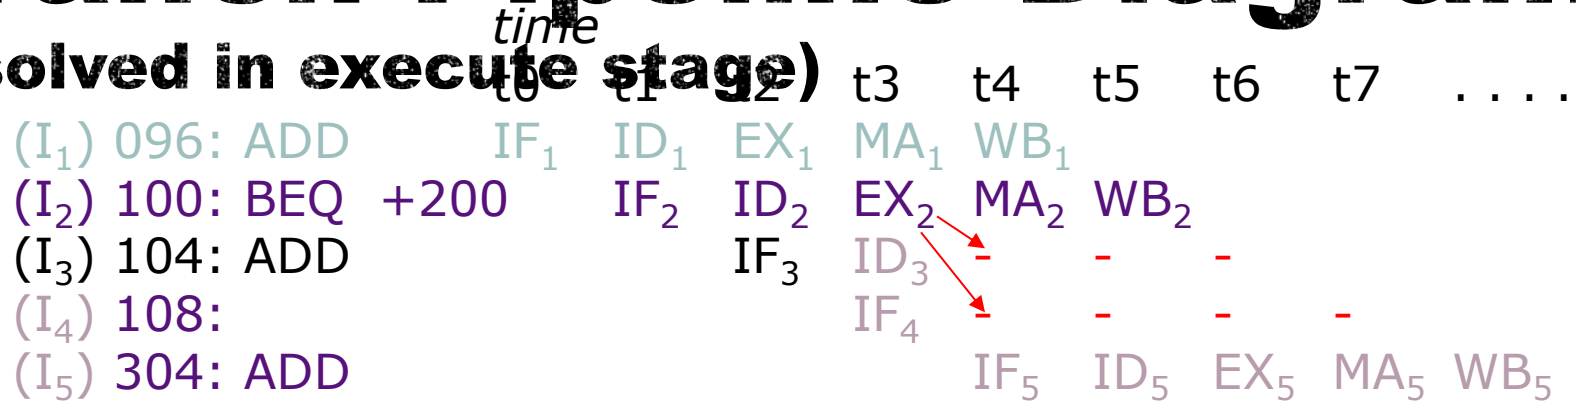 time
solved in execute stage)
t0 t1 t2 t3 t4 t5 t6 t7 . . . .
(I₁) 096: ADD IF₁ ID₁ EX₁ MA₁ WB₁
(I₂) 100: BEQ +200 IF₂ ID₂ EX₂ MA₂ WB₂
(I₃) 104: ADD IF₃ ID₃ - - -
(I₄) 108: IF₄ - - - -
(I₅) 304: ADD IF₅ ID₅ EX₅ MA₅ WB₅